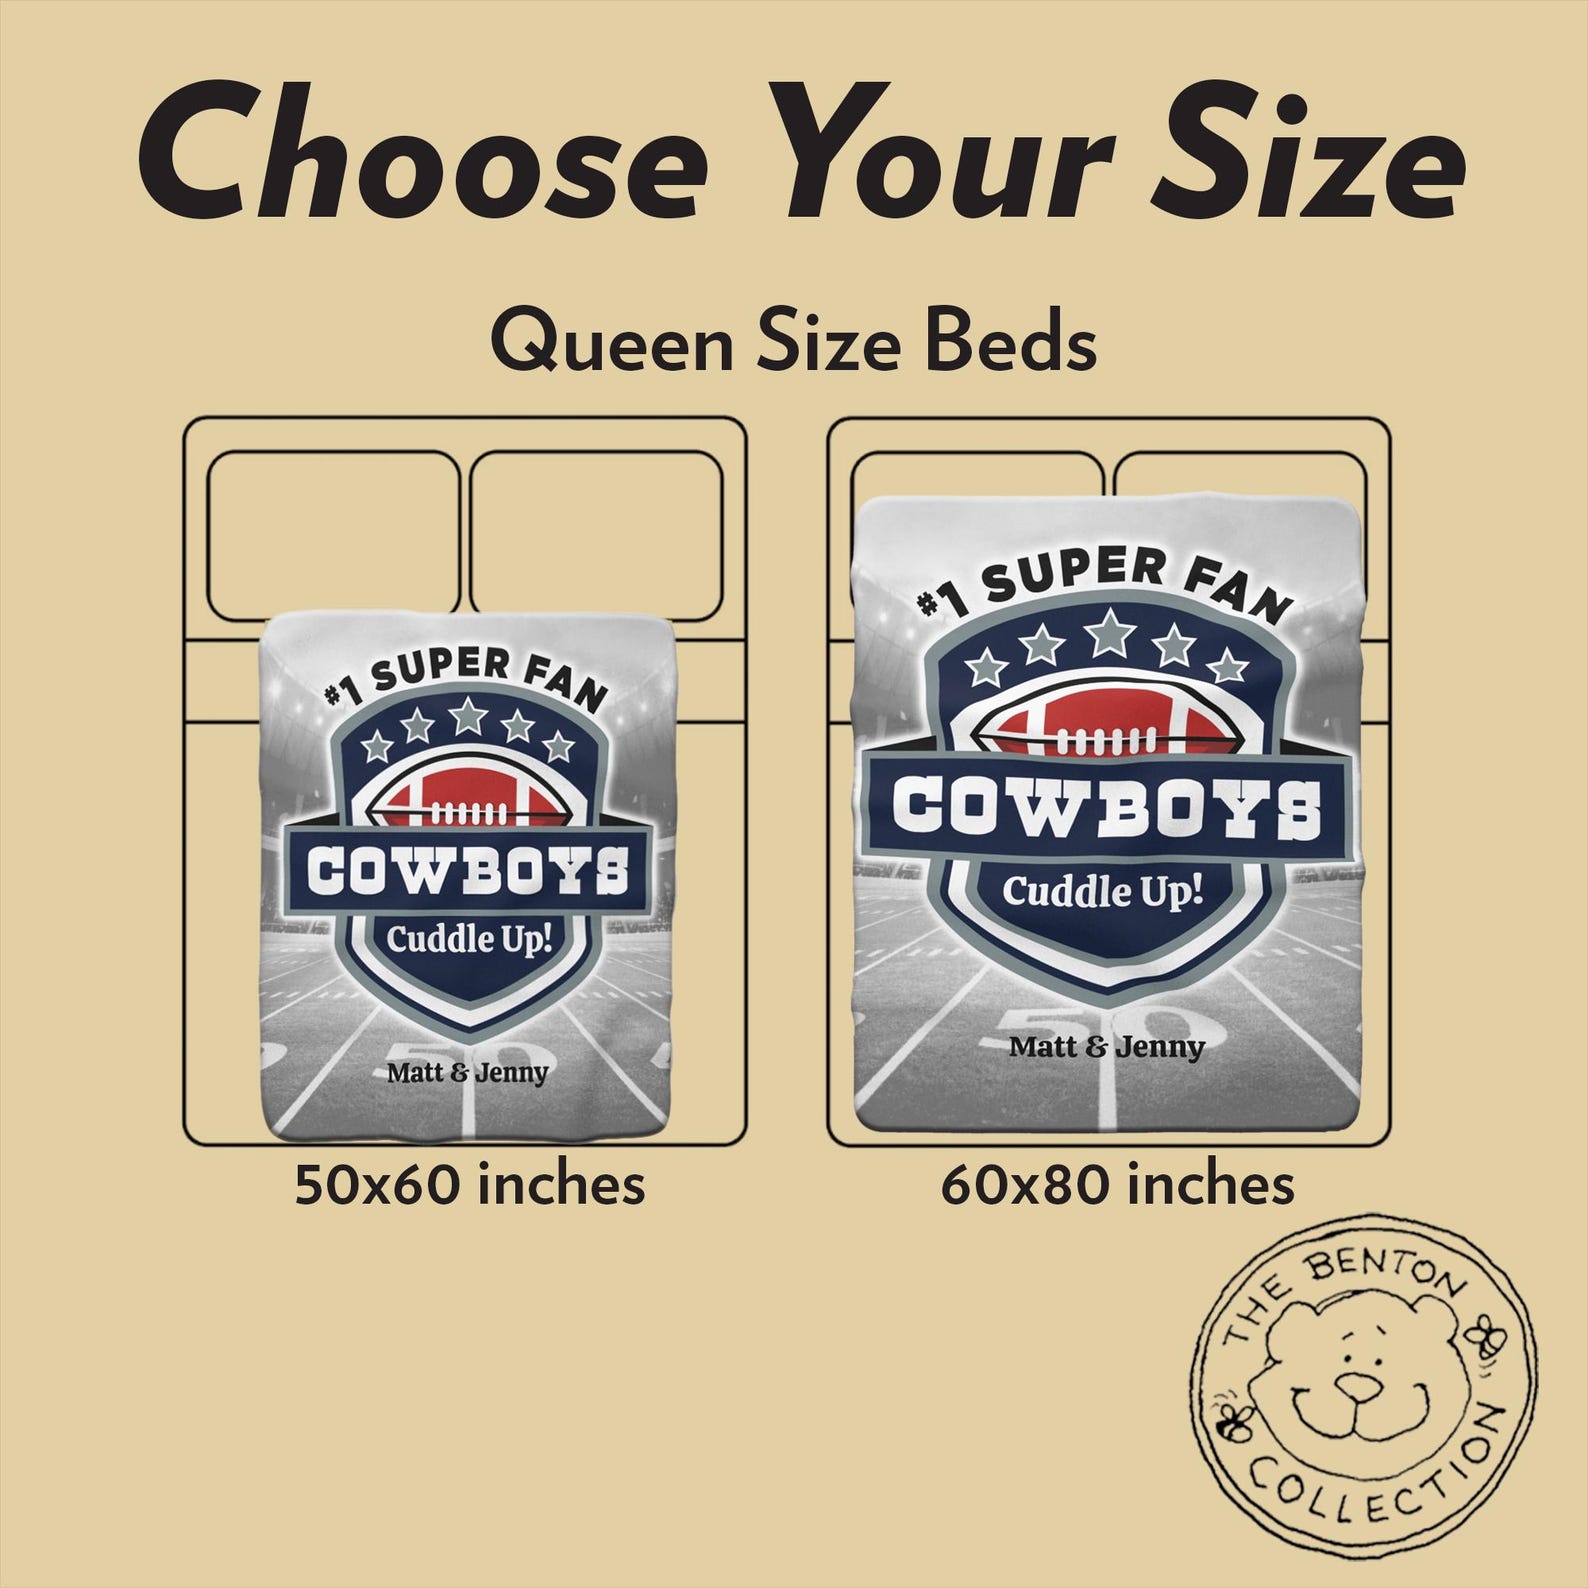 Choose Your Size
Queen Size Beds
#1 SUPER FAN
COWBOYS
Cuddle Up!
50
Matt & Jenny
50x60 inches
#1 SUPER FAN
COWBOYS
Cuddle Up!
50
Matt & Jenny
60x80 inches
THE BENTON
COLLECTION